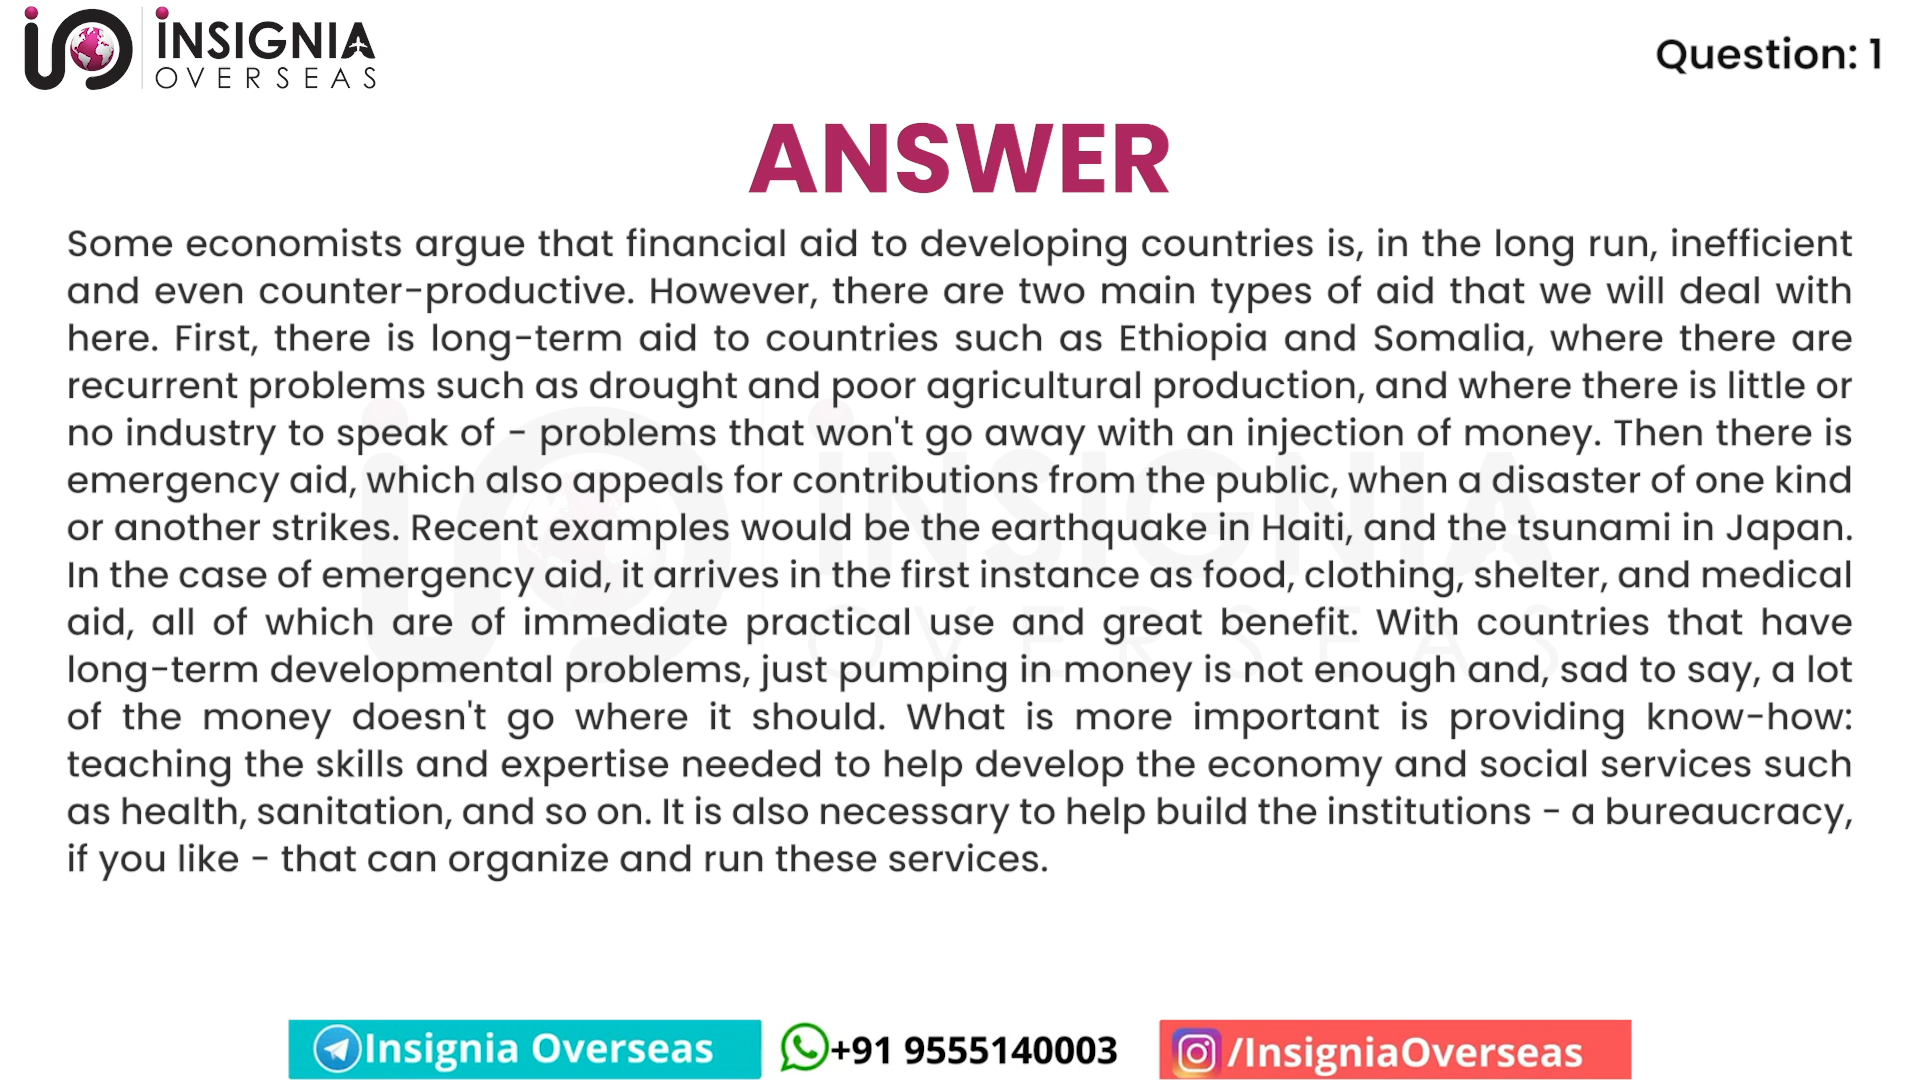 iNSIGNIA
OVERSEAS
Question: 1
ANSWER
Some economists argue that financial aid to developing countries is, in the long run, inefficient
and even counter-productive. However, there are two main types of aid that we will deal with
here. First, there is long-term aid to countries such as Ethiopia and Somalia, where there are
recurrent problems such as drought and poor agricultural production, and where there is little or
no industry to speak of - problems that won't go away with an injection of money. Then there is
emergency aid, which also appeals for contributions from the public, when a disaster of one kind
or another strikes. Recent examples would be the earthquake in Haiti, and the tsunami in Japan.
In the case of emergency aid, it arrives in the first instance as food, clothing, shelter, and medical
aid, all of which are of immediate practical use and great benefit. With countries that have
long-term developmental problems, just pumping in money is not enough and, sad to say, a lot
of the money doesn't go where it should. What is more important is providing know-how:
teaching the skills and expertise needed to help develop the economy and social services such
as health, sanitation, and so on. It is also necessary to help build the institutions - a bureaucracy,
if you like - that can organize and run these services.
iNSIGNIA
OVERSEAS
Insignia Overseas
+91 9555140003
/InsigniaOverseas